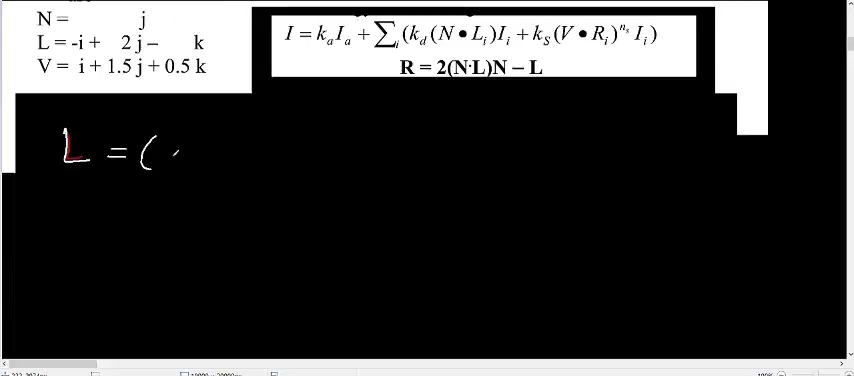 N = j
L = -i + 2 j – k
V = i + 1.5 j + 0.5 k
I = k_a I_a + ∑_i (k_d (N • L_i) I_i + k_S (V • R_i)^{n_s} I_i)
R = 2(N·L)N – L
L = (